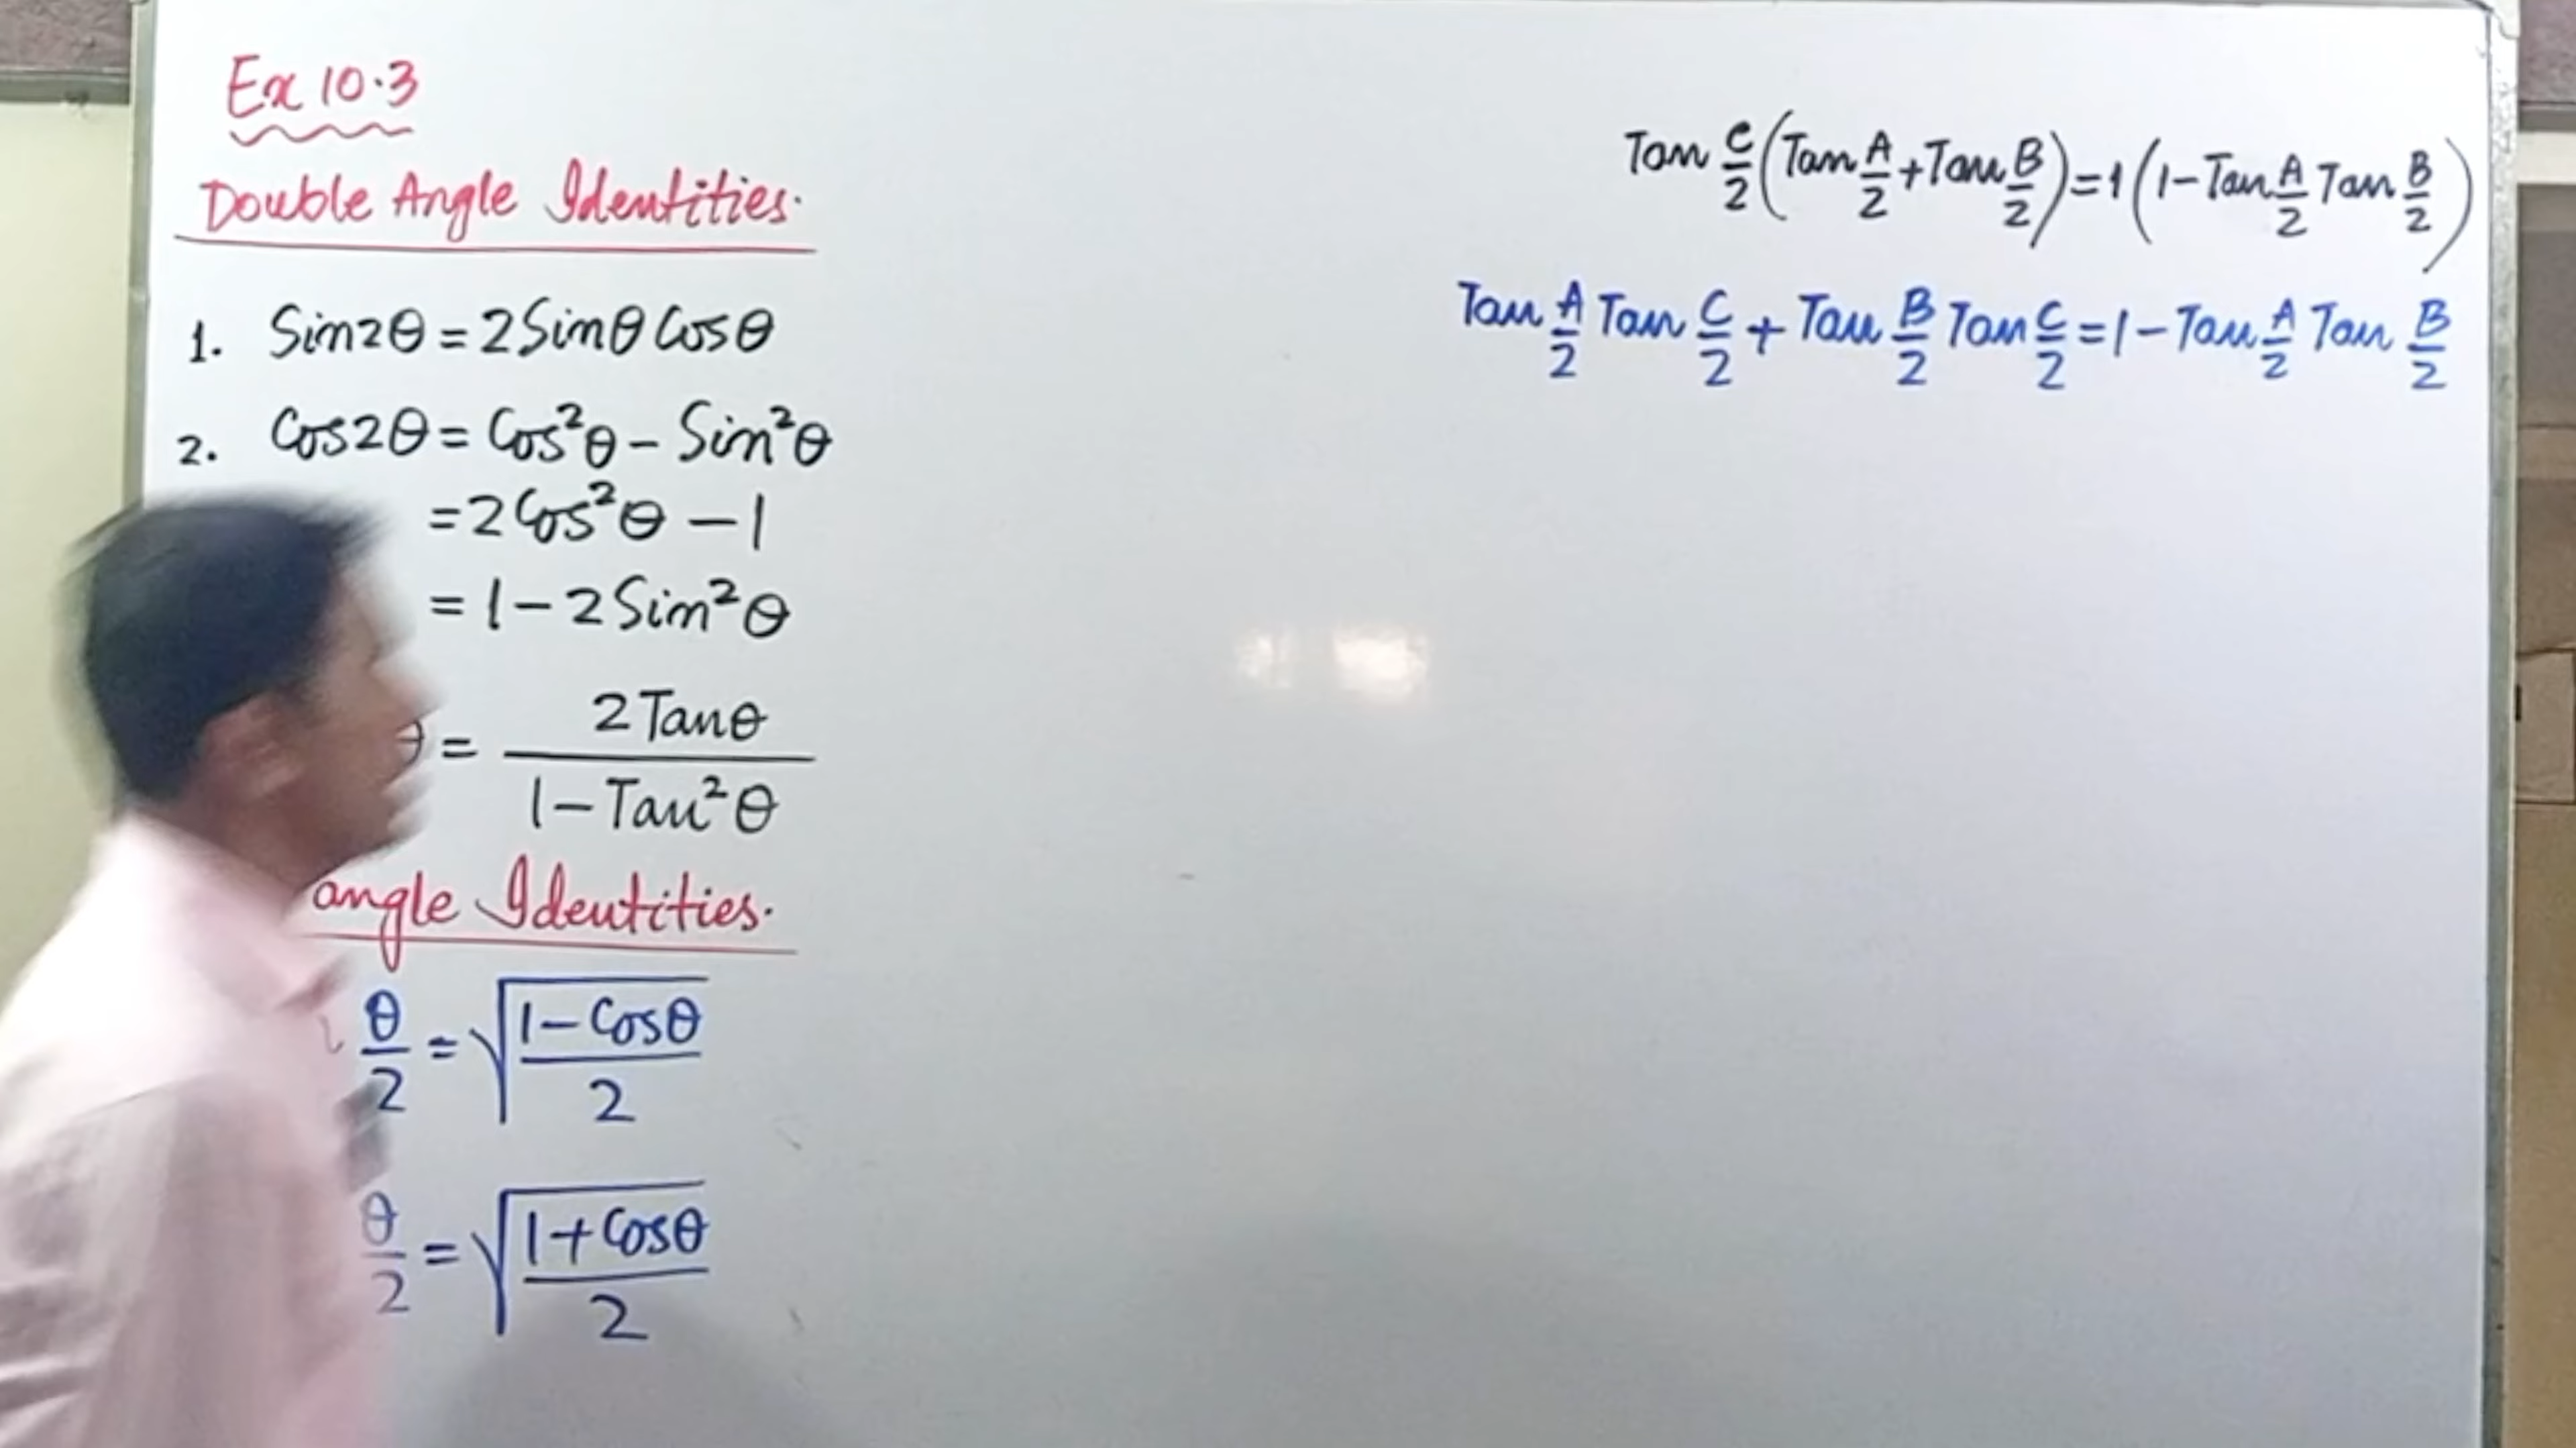 Ex 10.3
Double Angle Identities.
1. Sin2θ = 2Sinθ Cosθ
2. Cos2θ = Cos²θ - Sin²θ
= 2Cos²θ - 1
= 1 - 2Sin²θ
θ = 2Tanθ / 1 - Tan²θ
angle Identities.
θ/2 = √(1 - Cosθ / 2)
θ/2 = √(1 + Cosθ / 2)
Tan C/2 (Tan A/2 + Tan B/2) = 1 (1 - Tan A/2 Tan B/2)
Tan A/2 Tan C/2 + Tan B/2 Tan C/2 = 1 - Tan A/2 Tan B/2